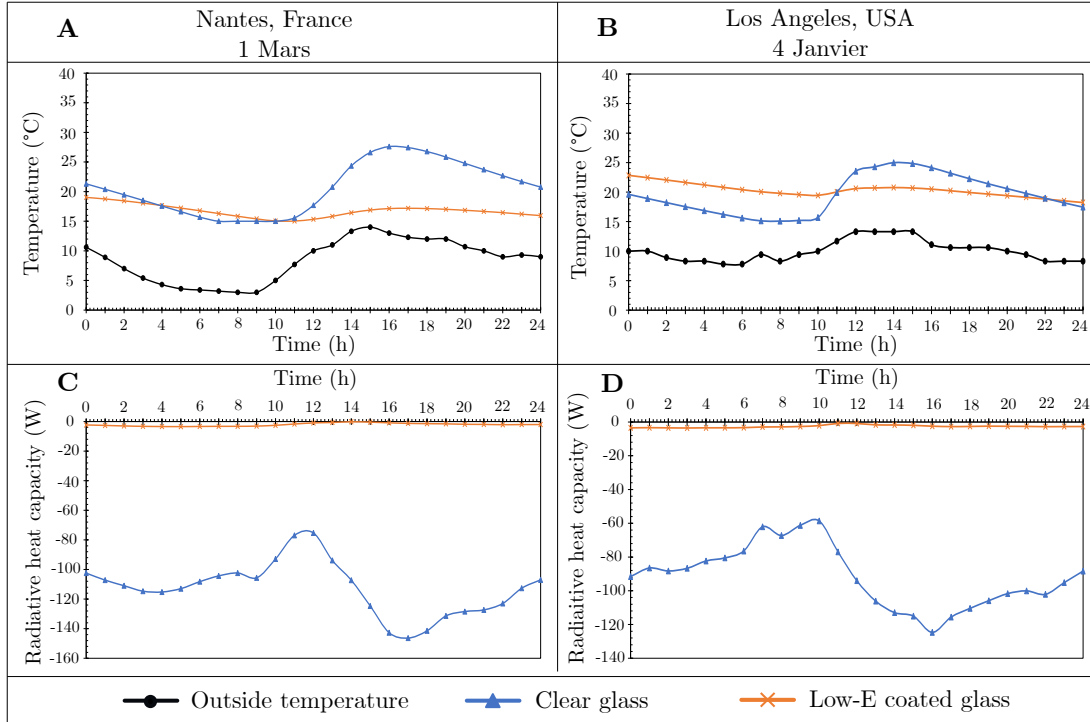 A
Nantes, France
1 Mars
B
Los Angeles, USA
4 Janvier
Temperature (°C)
40
35
30
25
20
15
10
5
0
0 2 4 6 8 10 12 14 16 18 20 22 24
Time (h)
Temperature (°C)
40
35
30
25
20
15
10
5
0
0 2 4 6 8 10 12 14 16 18 20 22 24
Time (h)
C
Time (h)
0 2 4 6 8 10 12 14 16 18 20 22 24
Radiative heat capacity (W)
0
-20
-40
-60
-80
-100
-120
-140
-160
D
Time (h)
0 2 4 6 8 10 12 14 16 18 20 22 24
Radiaitive heat capacity (W)
0
-20
-40
-60
-80
-100
-120
-140
Outside temperature
Clear glass
Low-E coated glass